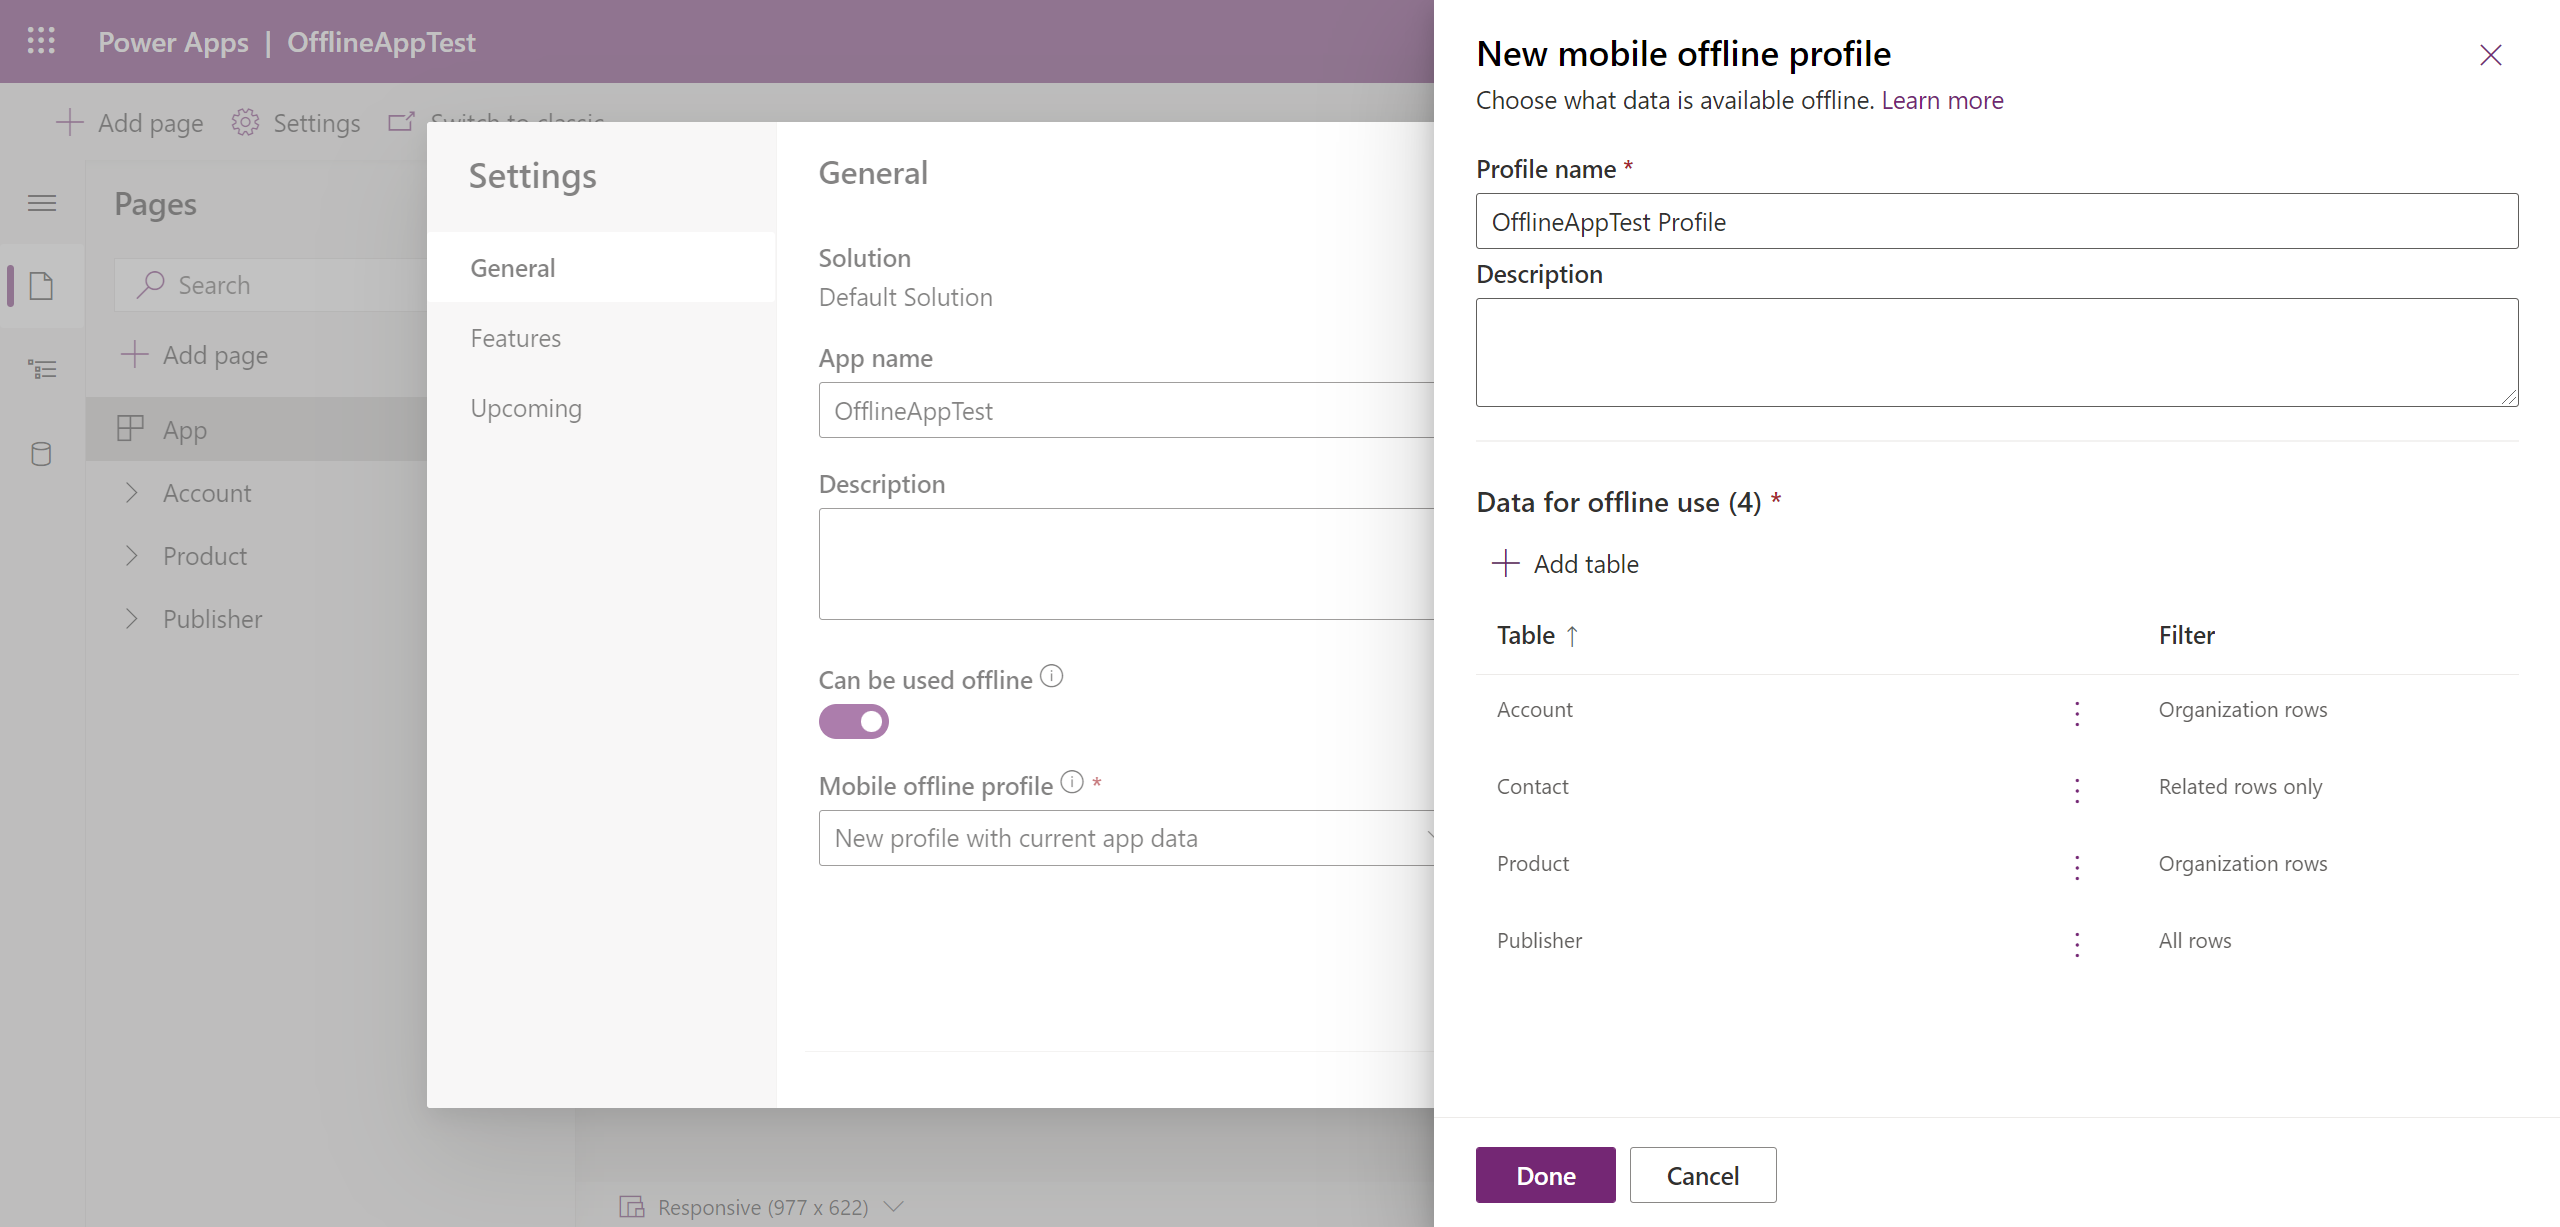 Power Apps | OfflineAppTest
Add page
Settings
Switch to classic
Pages
Search
Add page
App
Account
Product
Publisher
Settings
General
Features
Upcoming
General
Solution
Default Solution
App name
OfflineAppTest
Description
Can be used offline
Mobile offline profile *
New profile with current app data
Responsive (977 x 622)
New mobile offline profile
Choose what data is available offline. Learn more
Profile name *
OfflineAppTest Profile
Description
Data for offline use (4) *
Add table
Table ↑ Filter
Account Organization rows
Contact Related rows only
Product Organization rows
Publisher All rows
Done Cancel